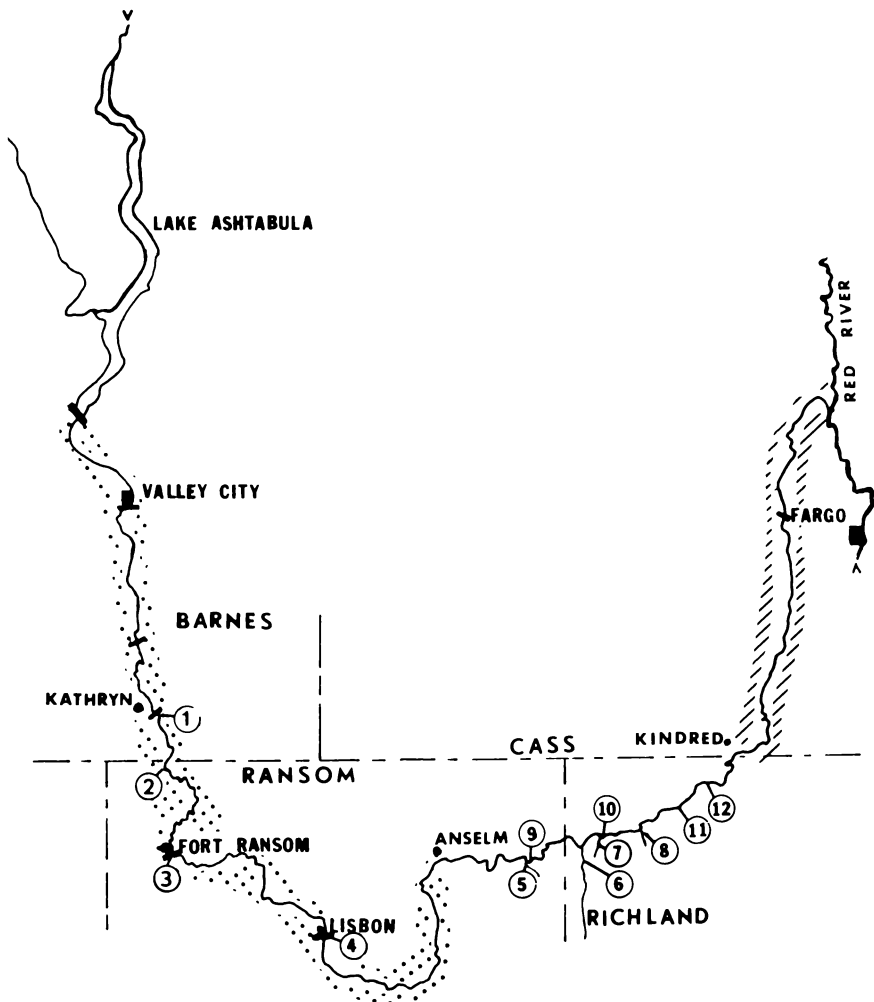 LAKE ASHTABULA
RED RIVER
VALLEY CITY
FARGO
BARNES
KATHRYN
1
CASS
KINDRED
RANSOM
2
10
12
ANSELM
9
11
FORT RANSOM
7
8
3
5
6
RICHLAND
LISBON
4